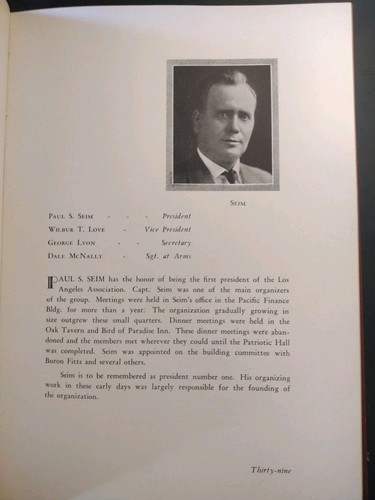 SEIM
PAUL S. SEIM - - - President
WILBUR T. LOVE - Vice President
GEORGE LYON - - Secretary
DALE MCNALLY - Sgt. at Arms
PAUL S. SEIM has the honor of being the first president of the Los
Angeles Association. Capt. Seim was one of the main organizers
of the group. Meetings were held in Seim's office in the Pacific Finance
Bldg. for more than a year. The organization gradually growing in
size outgrew these small quarters. Dinner meetings were held in the
Oak Tavern and Bird of Paradise Inn. These dinner meetings were aban-
doned and the members met wherever they could until the Patriotic Hall
was completed. Seim was appointed on the building committee with
Buron Fitts and several others.
Seim is to be remembered as president number one. His organizing
work in these early days was largely responsible for the founding of
the organization.
Thirty-nine